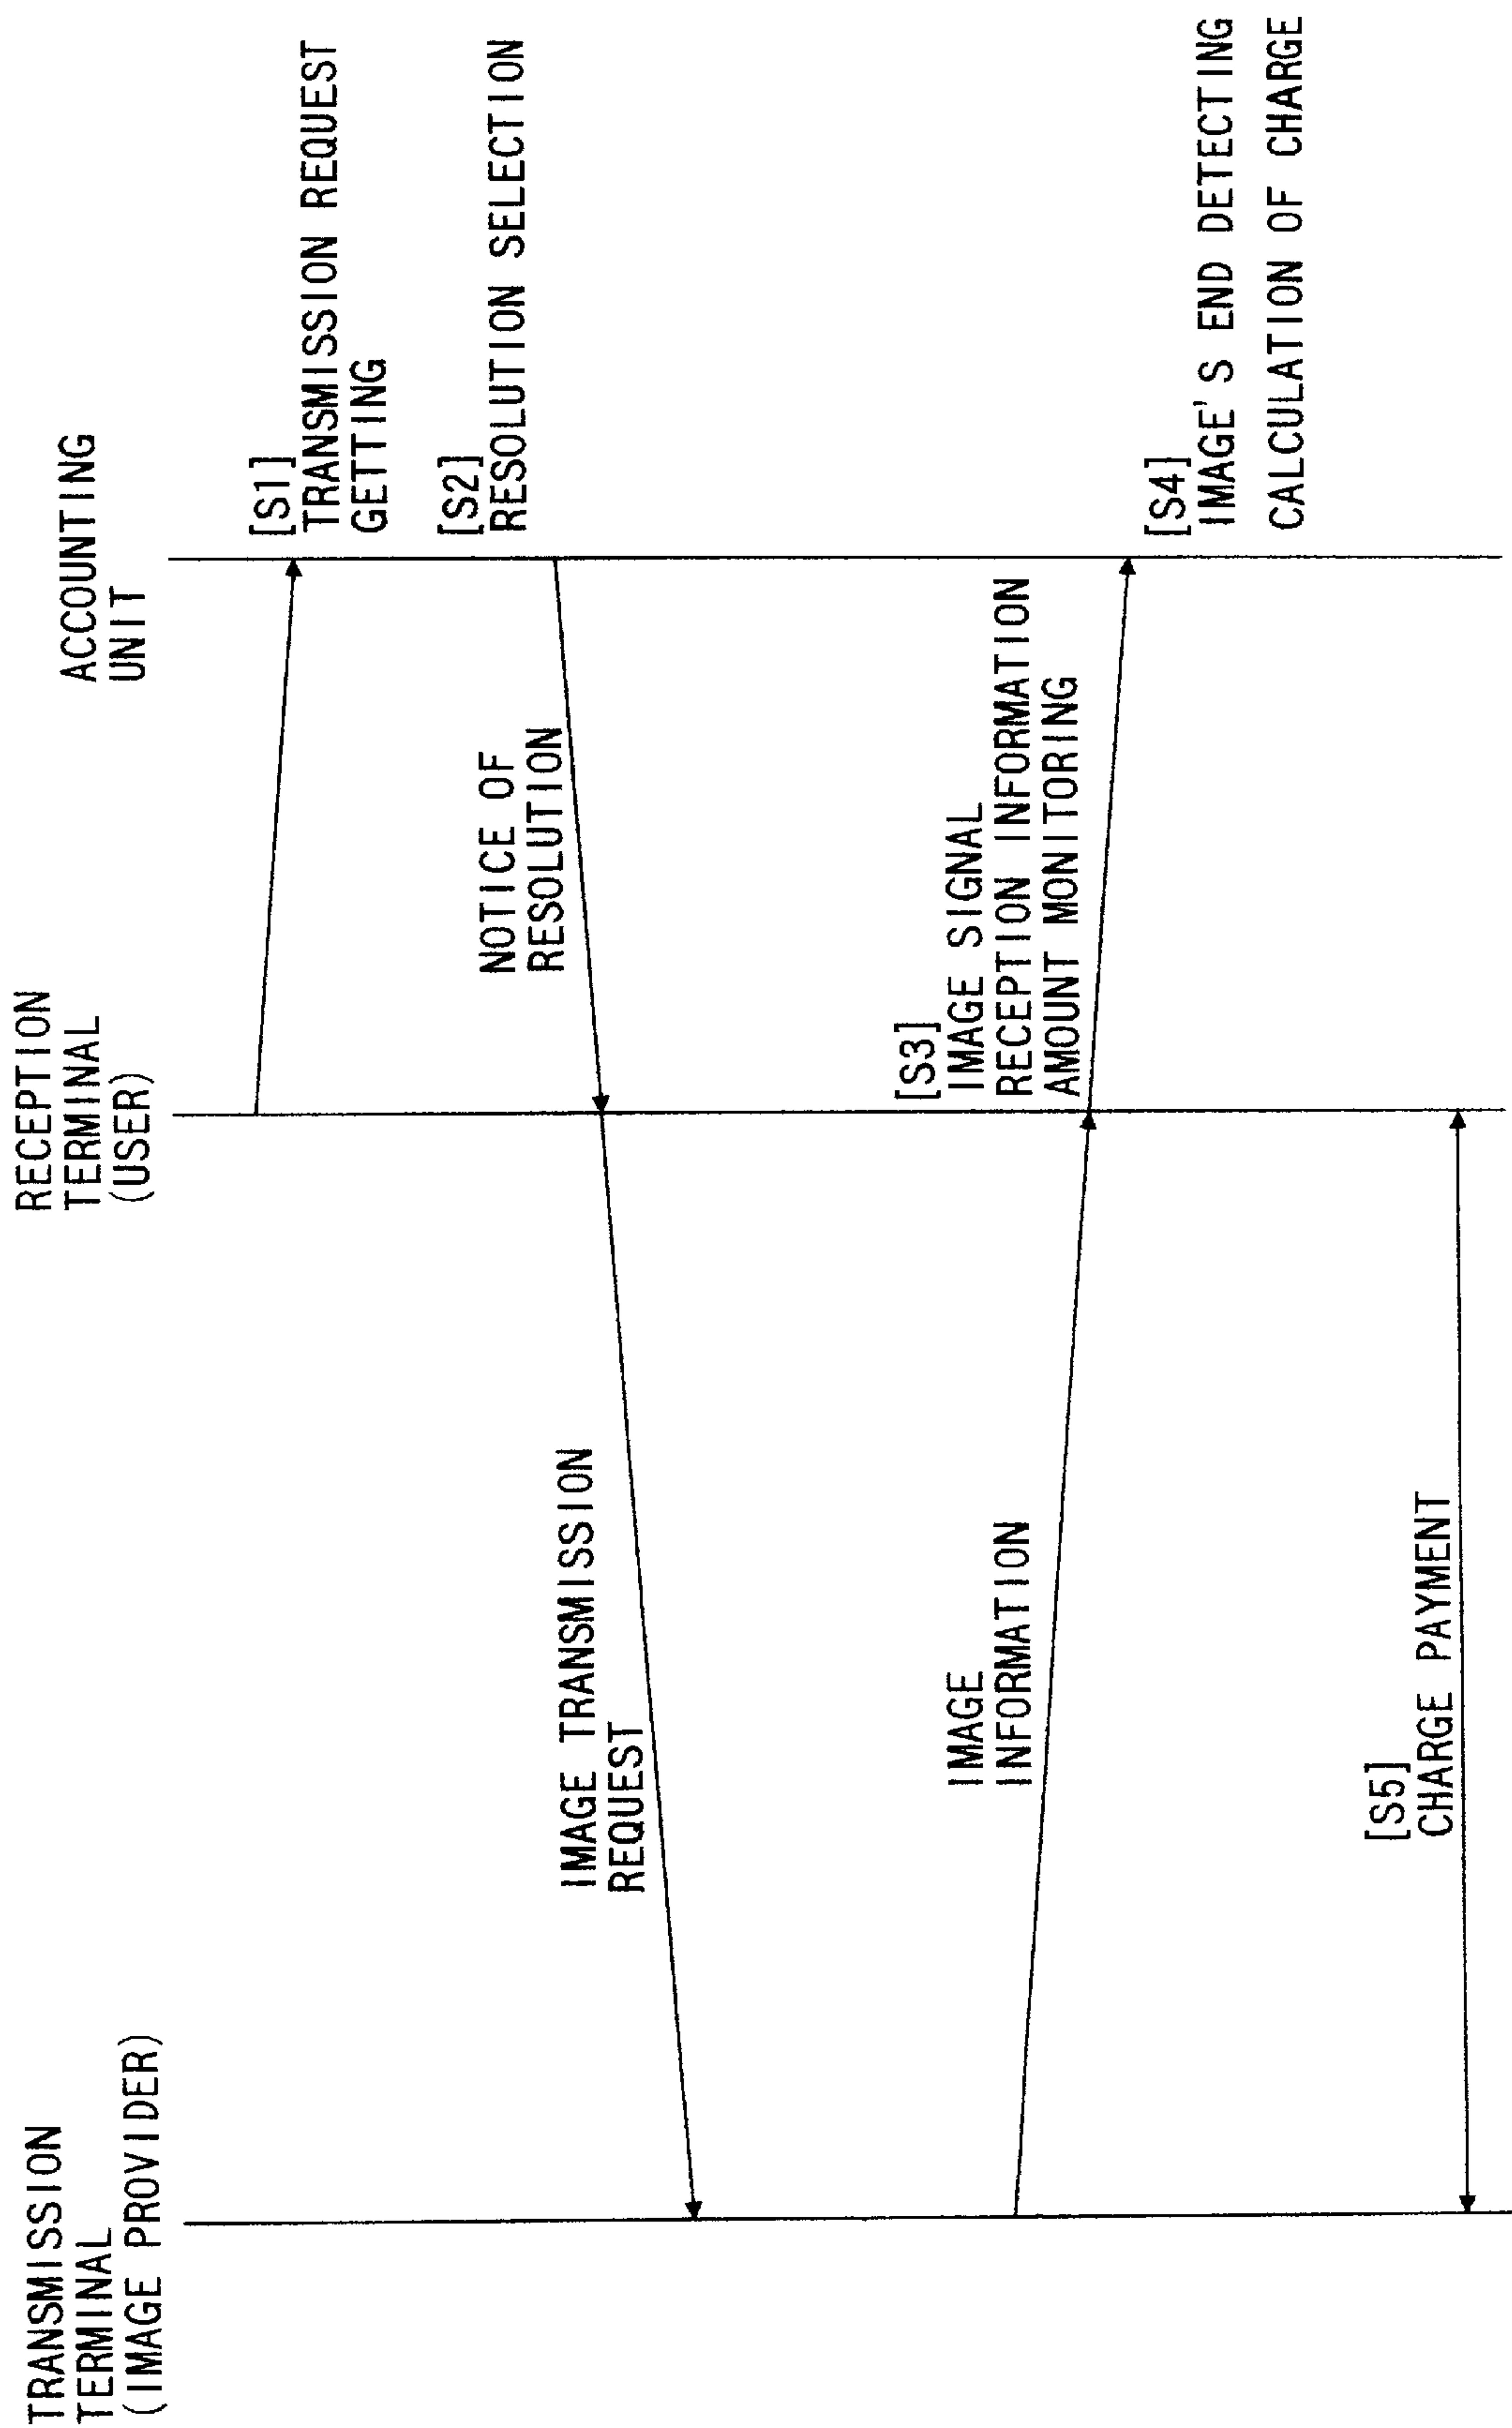 TRANSMISSION
TERMINAL
(IMAGE PROVIDER)
RECEPTION
TERMINAL
(USER)
ACCOUNTING
UNIT
[S1]
TRANSMISSION REQUEST
GETTING
[S2]
RESOLUTION SELECTION
NOTICE OF
RESOLUTION
IMAGE TRANSMISSION
REQUEST
[S3]
IMAGE SIGNAL
RECEPTION INFORMATION
AMOUNT MONITORING
IMAGE
INFORMATION
[S4]
IMAGE'S END DETECTING
CALCULATION OF CHARGE
[S5]
CHARGE PAYMENT